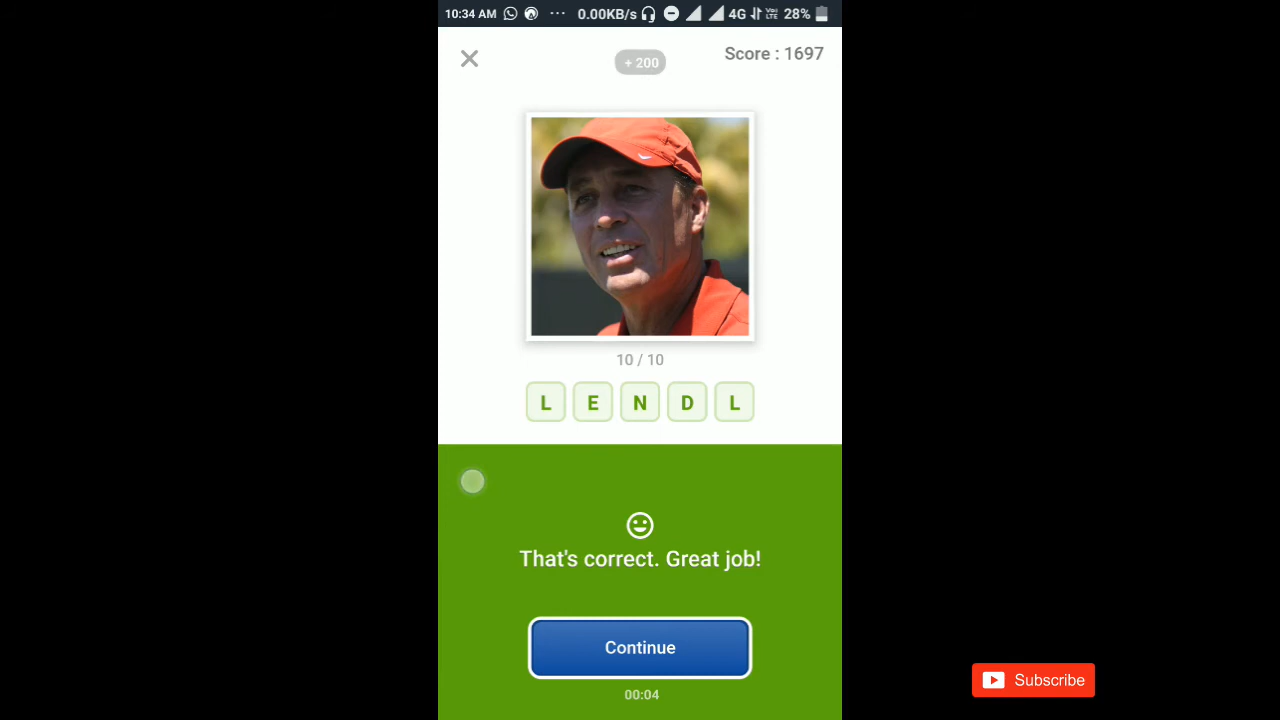 10:34 AM ... 0.00KB/s 4G VoLTE 28%
+ 200
Score : 1697
10 / 10
L E N D L
That's correct. Great job!
Continue
00:04
Subscribe